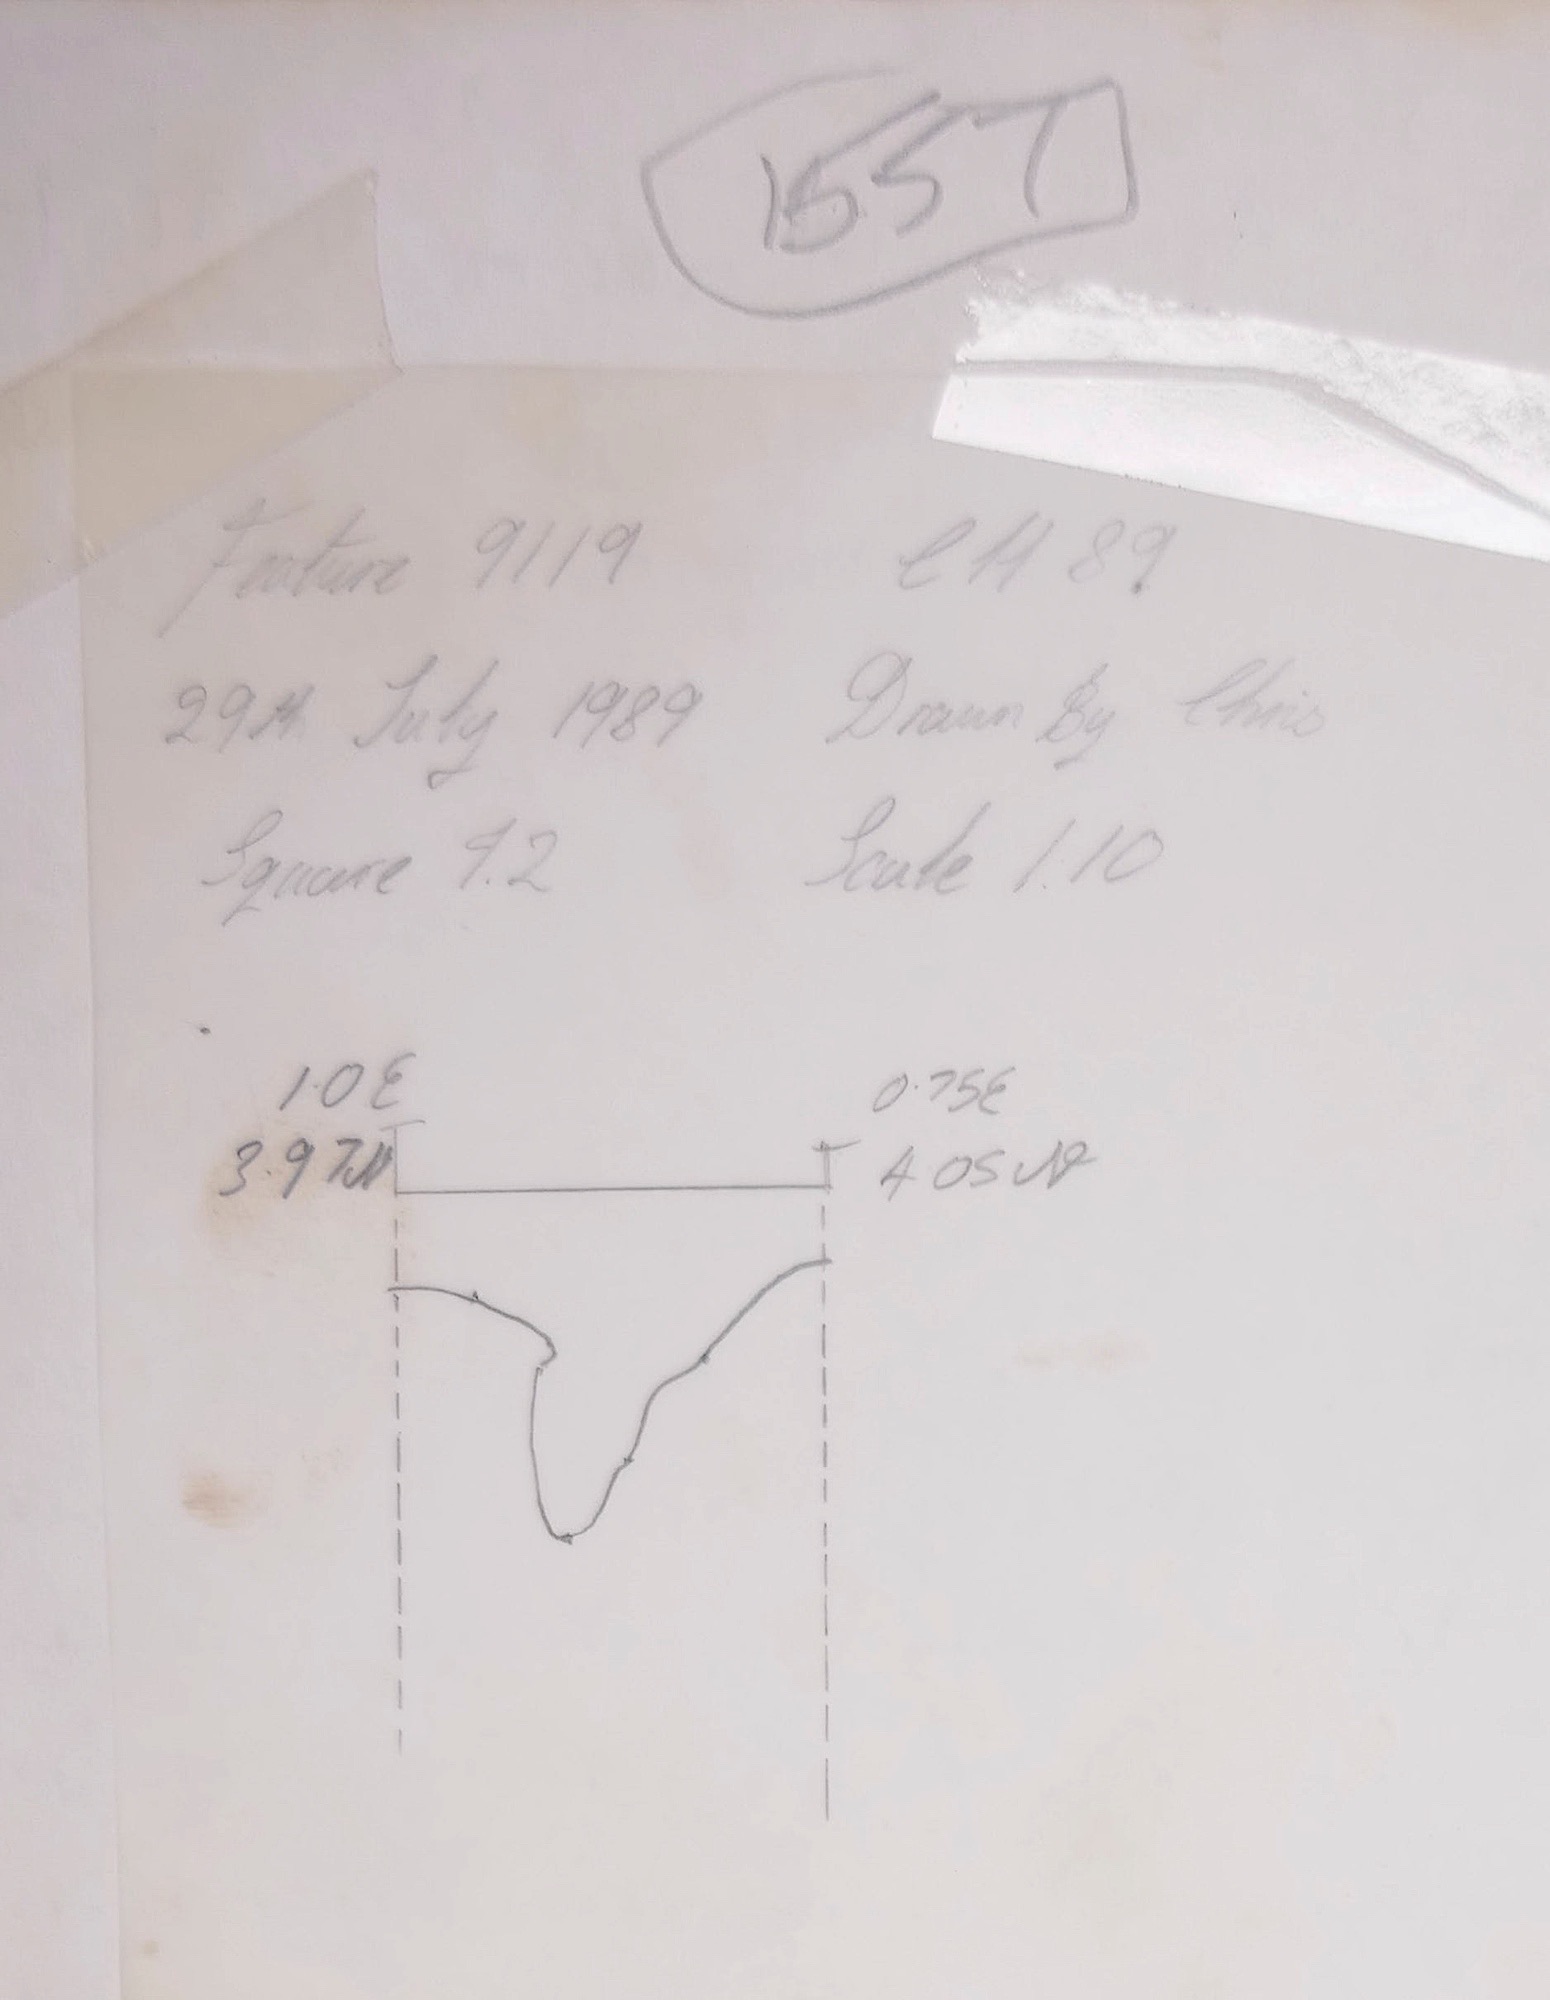 1557
Feature 9119 CH 89
29th July 1989 Drawn By Chris
Square 9.2 Scale 1.10
1.0E 0.75E
3.97N 4.05N